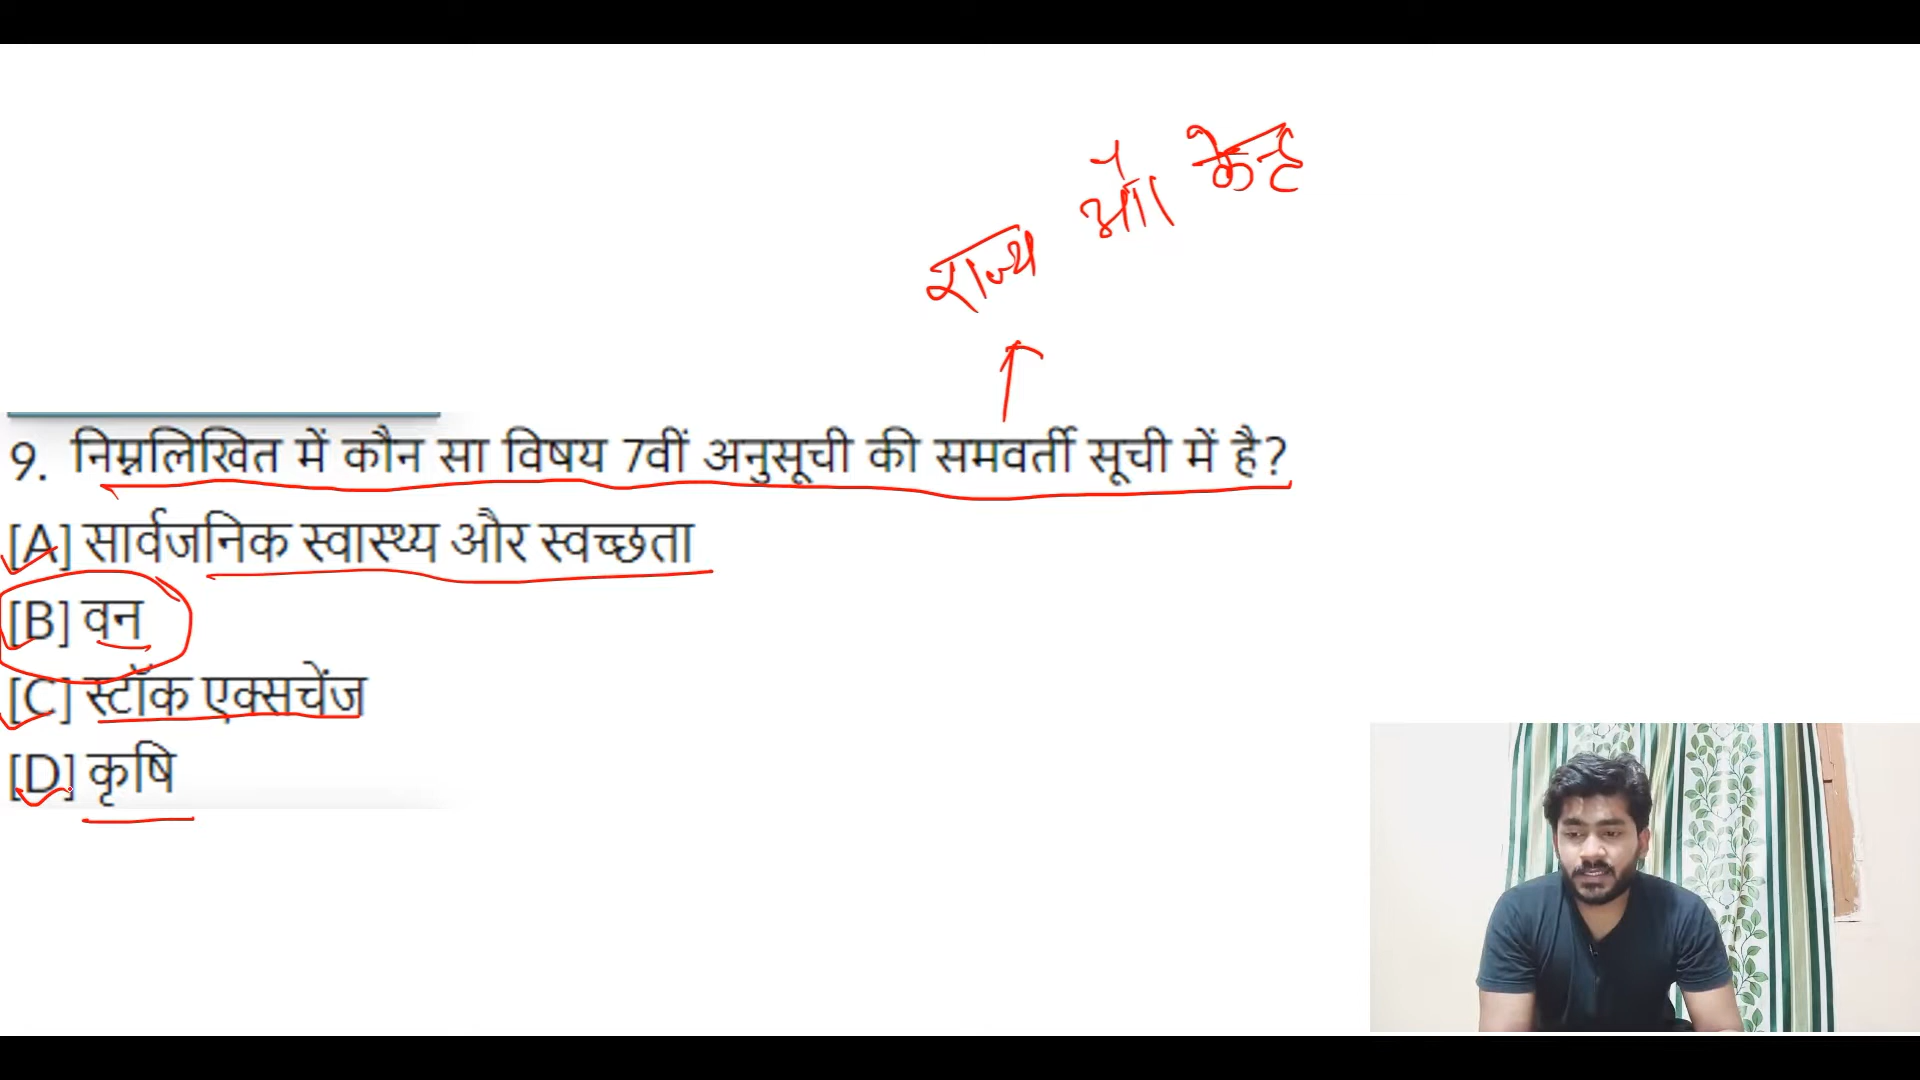 राज्य और केन्द्र
9. निम्नलिखित में कौन सा विषय 7वीं अनुसूची की समवर्ती सूची में है?
[A] सार्वजनिक स्वास्थ्य और स्वच्छता
[B] वन
[C] स्टॉक एक्सचेंज
[D] कृषि